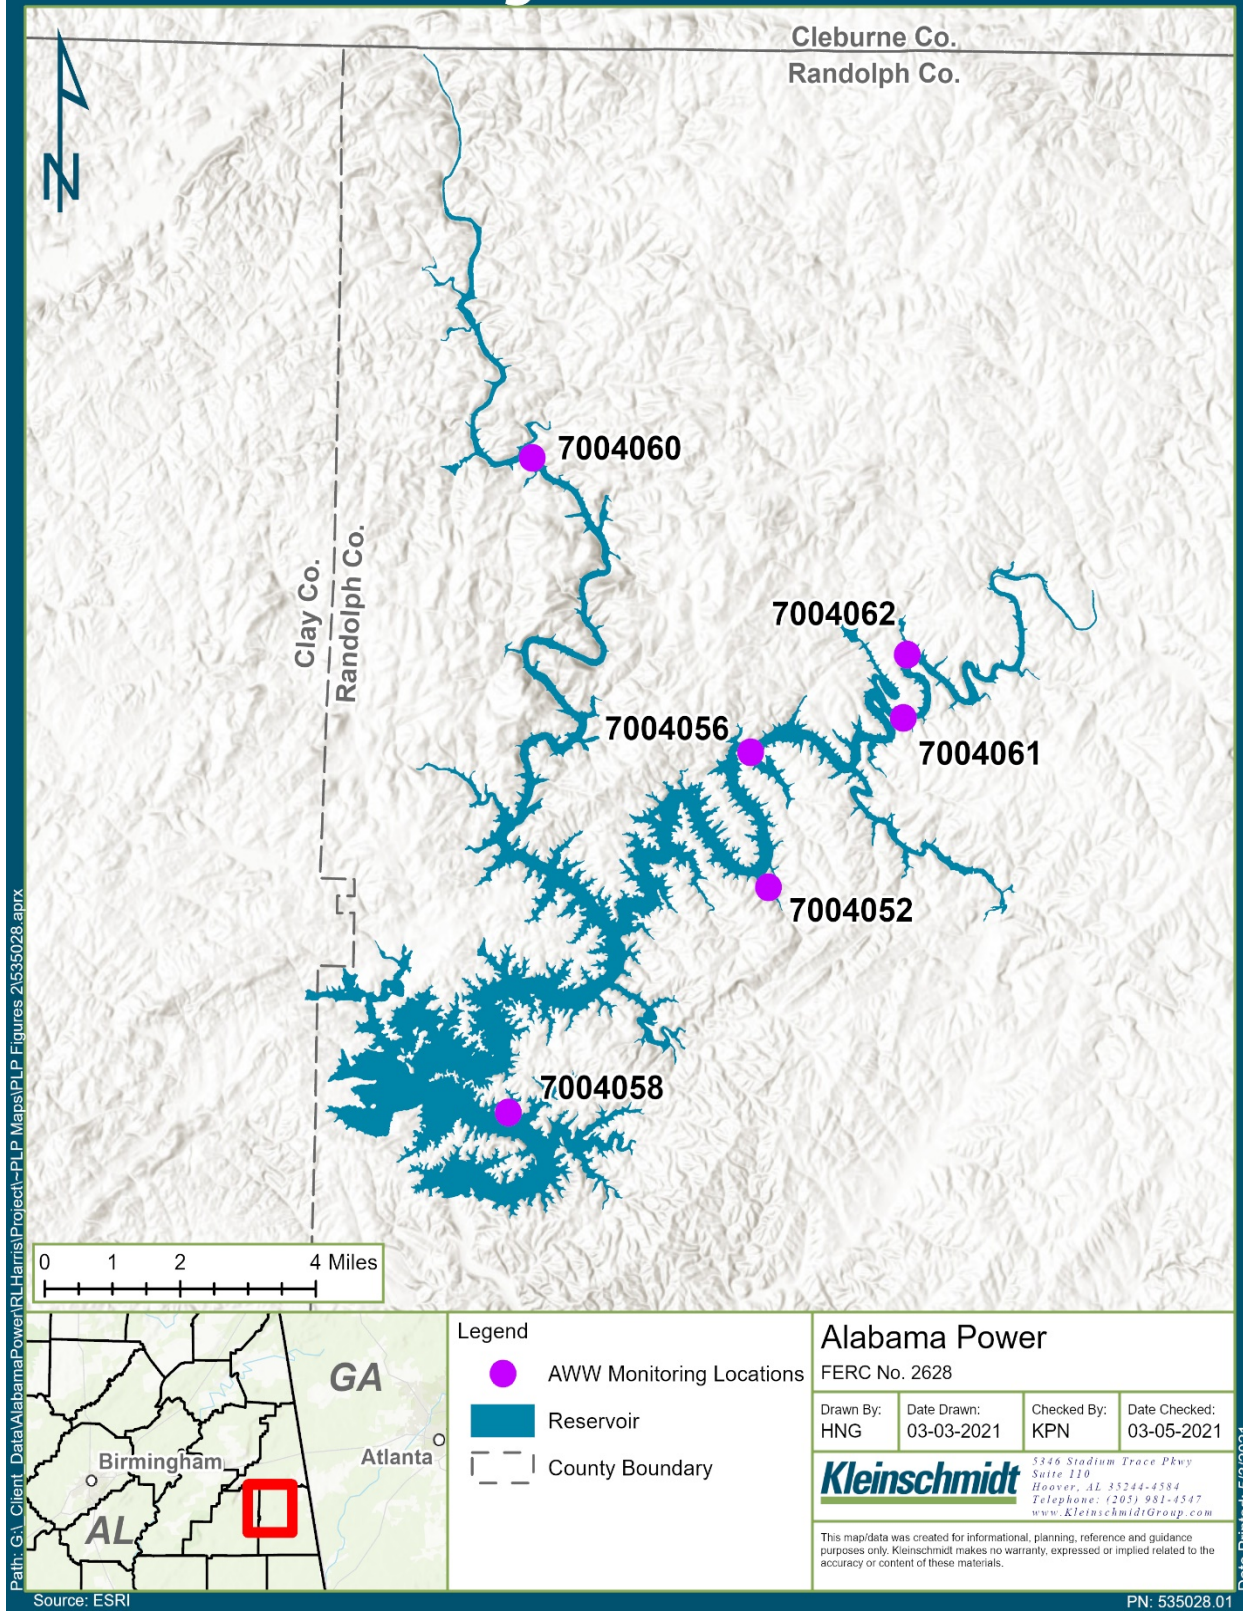 Cleburne Co.
Randolph Co.
N
7004060
Clay Co.
Randolph Co.
7004062
7004056
7004061
7004052
7004058
0 1 2 4 Miles
GA
Birmingham
Atlanta
AL
Legend
AWW Monitoring Locations
Reservoir
County Boundary
Alabama Power
FERC No. 2628
Drawn By:
HNG
Date Drawn:
03-03-2021
Checked By:
KPN
Date Checked:
03-05-2021
Kleinschmidt
5346 Stadium Trace Pkwy
Suite 110
Hoover, AL 35244-4584
Telephone: (205) 981-4547
www.KleinschmidtGroup.com
This map/data was created for informational, planning, reference and guidance
purposes only. Kleinschmidt makes no warranty, expressed or implied related to the
accuracy or content of these materials.
Path: G:\_Client_Data\AlabamaPower\RLHarris\Project\~PLP Maps\PLP Figures 2\535028.aprx
Source: ESRI
PN: 535028.01